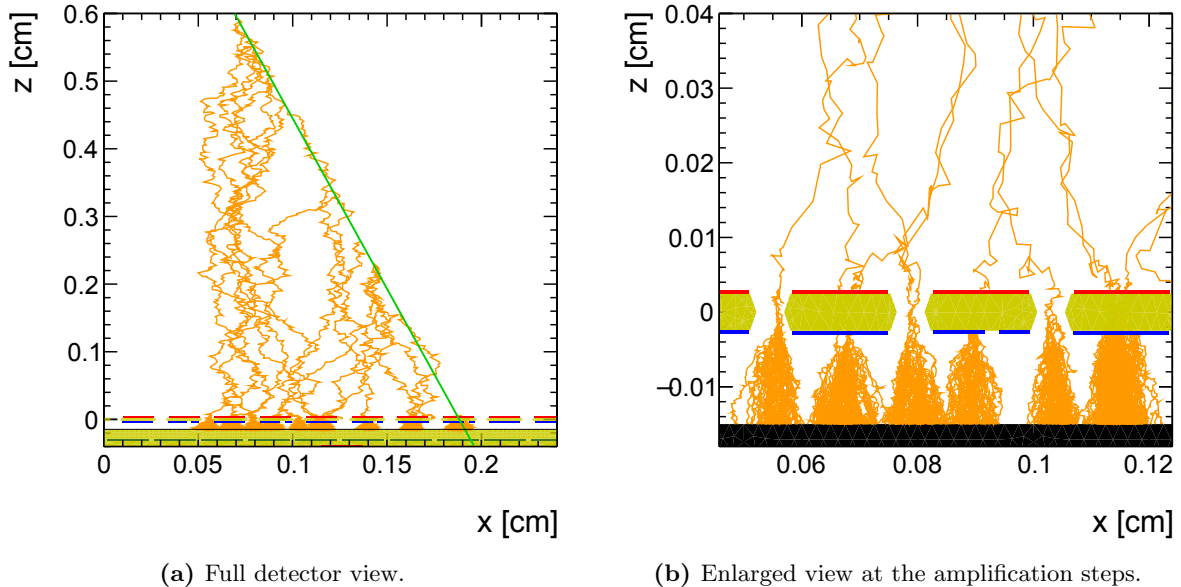 0.6
0.5
0.4
0.3
0.2
0.1
0
z [cm]
0 0.05 0.1 0.15 0.2
x [cm]
(a) Full detector view.
0.04
0.03
0.02
0.01
0
−0.01
z [cm]
0.06 0.08 0.1 0.12
x [cm]
(b) Enlarged view at the amplification steps.